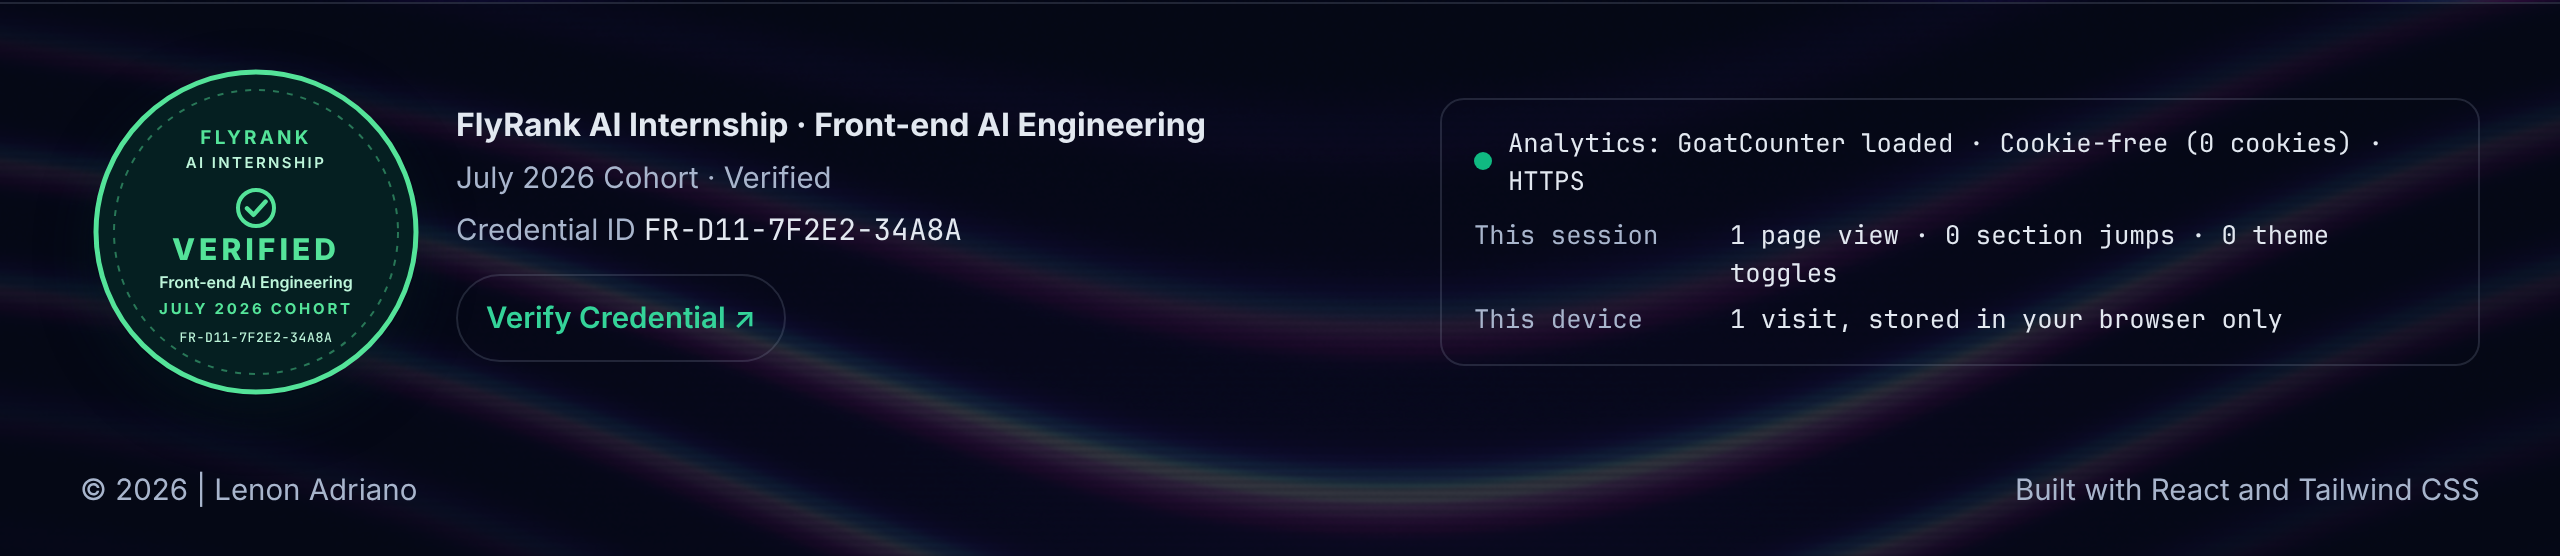 FLYRANK
AI INTERNSHIP
VERIFIED
Front-end AI Engineering
JULY 2026 COHORT
FR-D11-7F2E2-34A8A
FlyRank AI Internship · Front-end AI Engineering
July 2026 Cohort · Verified
Credential ID FR-D11-7F2E2-34A8A
Verify Credential ↗
Analytics: GoatCounter loaded · Cookie-free (0 cookies) ·
HTTPS
This session 1 page view · 0 section jumps · 0 theme
toggles
This device 1 visit, stored in your browser only
© 2026 | Lenon Adriano
Built with React and Tailwind CSS